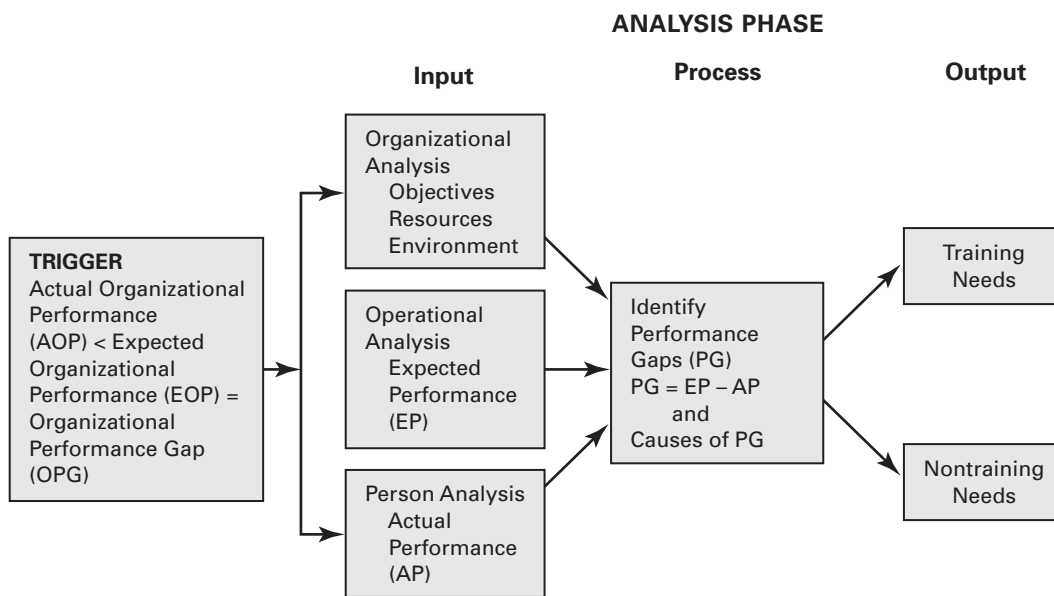 ANALYSIS PHASE
Input
Process
Output
TRIGGER
Actual Organizational
Performance
(AOP) < Expected
Organizational
Performance (EOP) =
Organizational
Performance Gap
(OPG)
Organizational
Analysis
Objectives
Resources
Environment
Operational
Analysis
Expected
Performance
(EP)
Person Analysis
Actual
Performance
(AP)
Identify
Performance
Gaps (PG)
PG = EP – AP
and
Causes of PG
Training
Needs
Nontraining
Needs